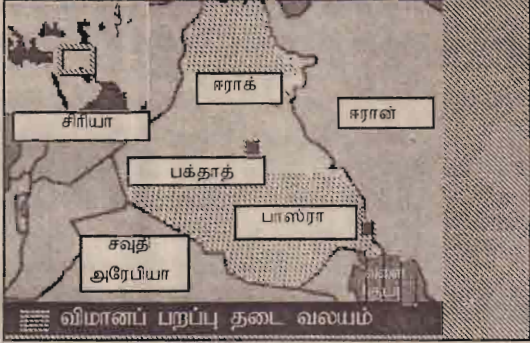 ஈராக்
ஈரான்
சிரியா
பக்தாத்
பாஸ்ரா
சவுதி
அரேபியா
விமானப் பறப்பு தடை வலயம்